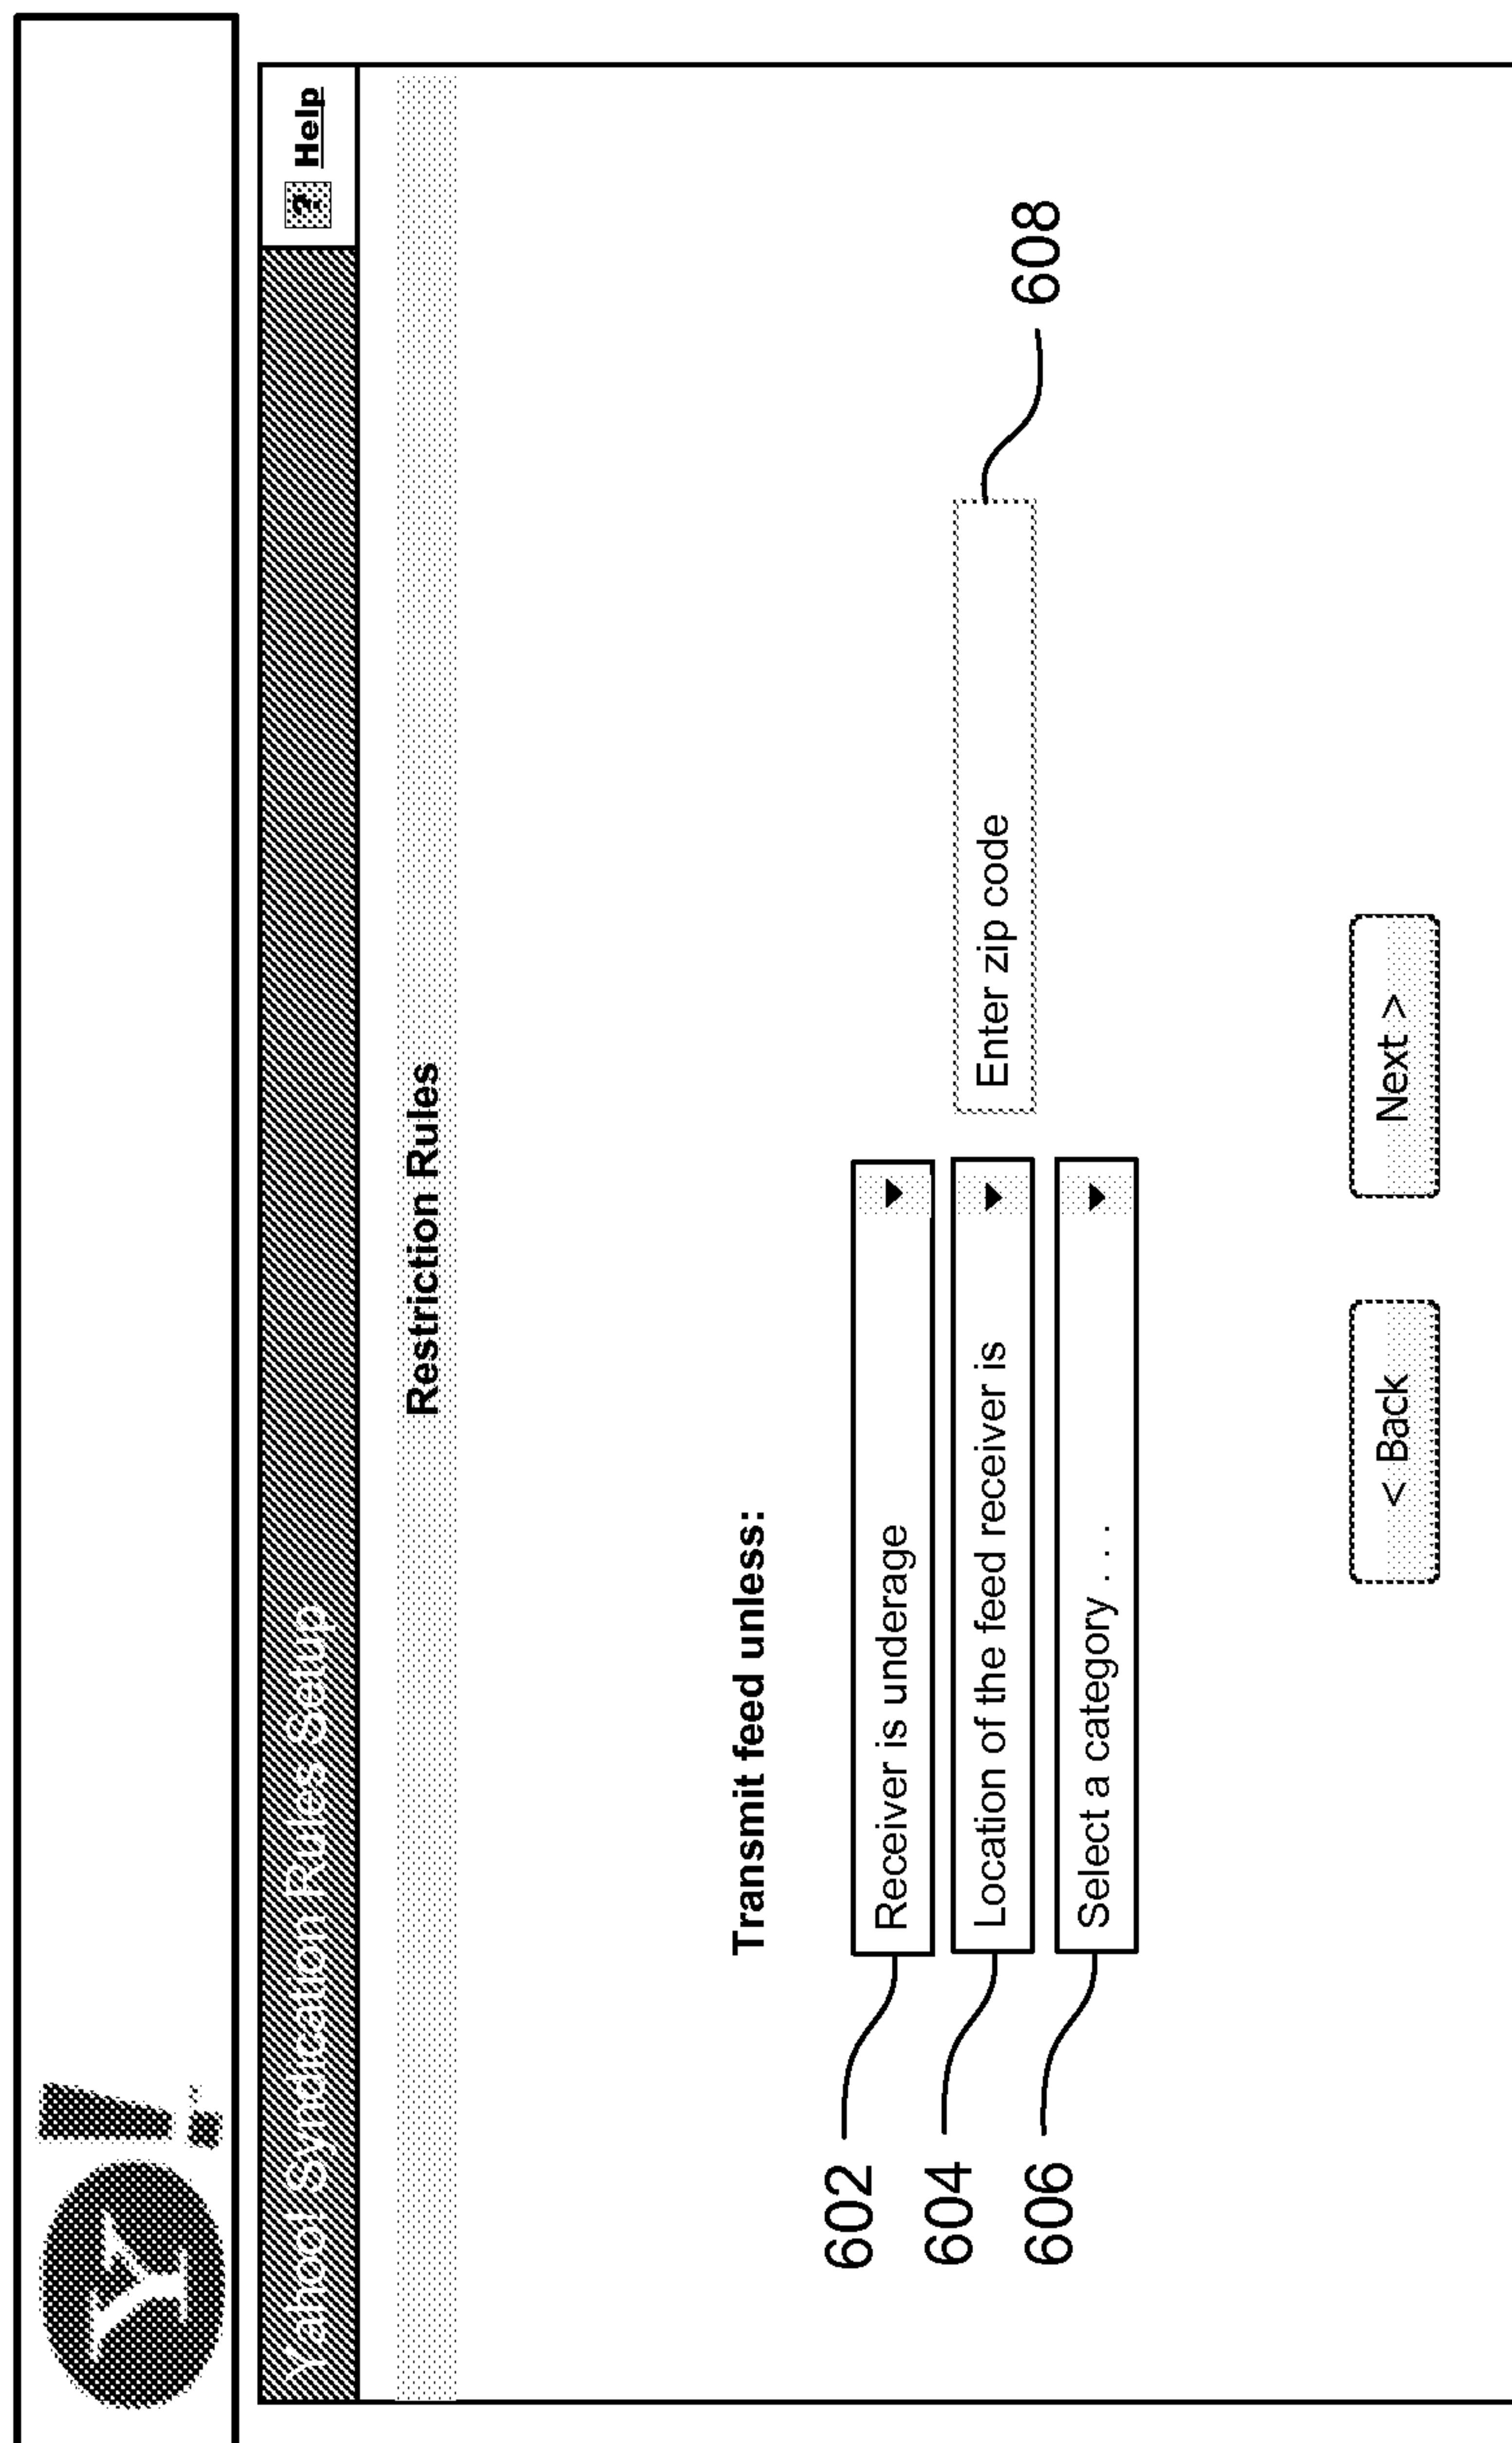 Y!
Yahoo! Syndication Rules Setup
? Help
Restriction Rules
Transmit feed unless:
602 Receiver is underage
604 Location of the feed receiver is Enter zip code 608
606 Select a category . . .
< Back Next >